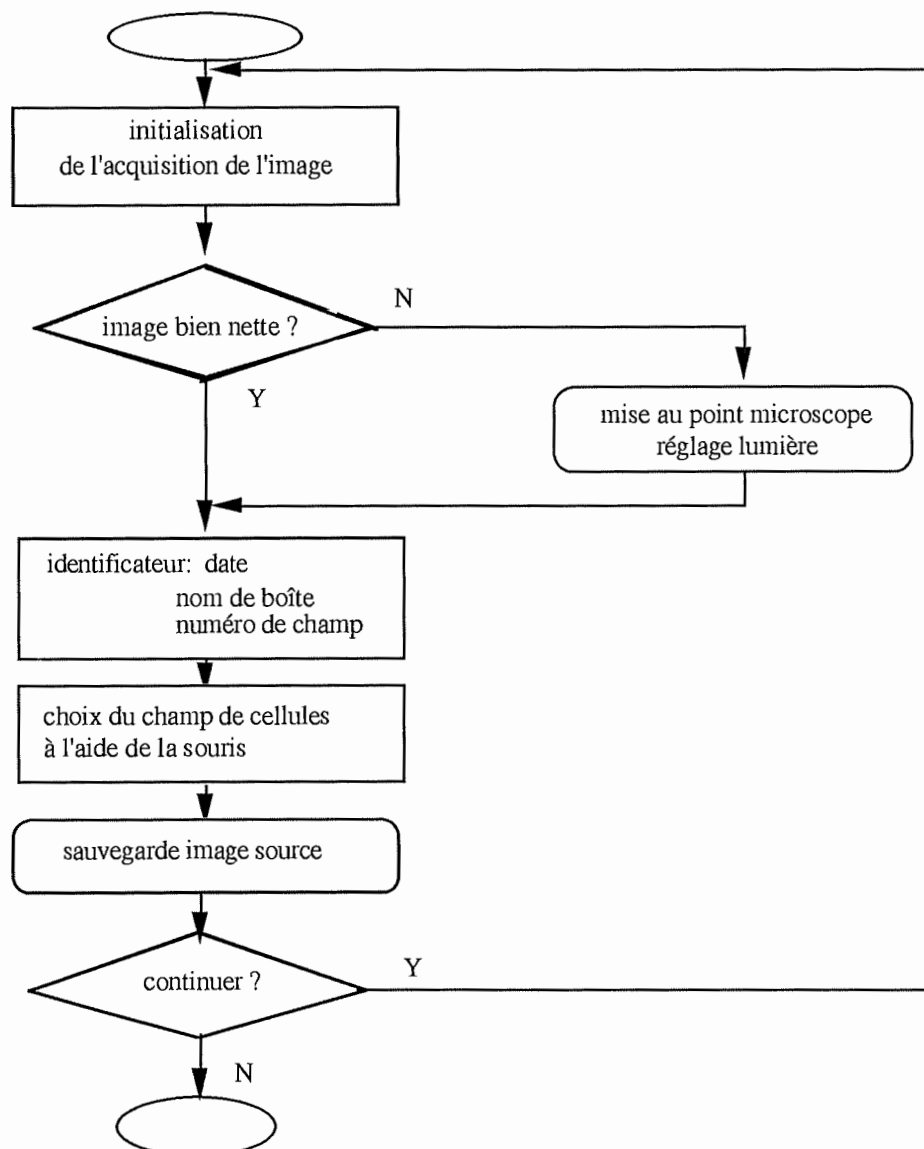 initialisation
de l'acquisition de l'image
image bien nette ?
N
Y
mise au point microscope
réglage lumière
identificateur: date
nom de boîte
numéro de champ
choix du champ de cellules
à l'aide de la souris
sauvegarde image source
continuer ?
Y
N